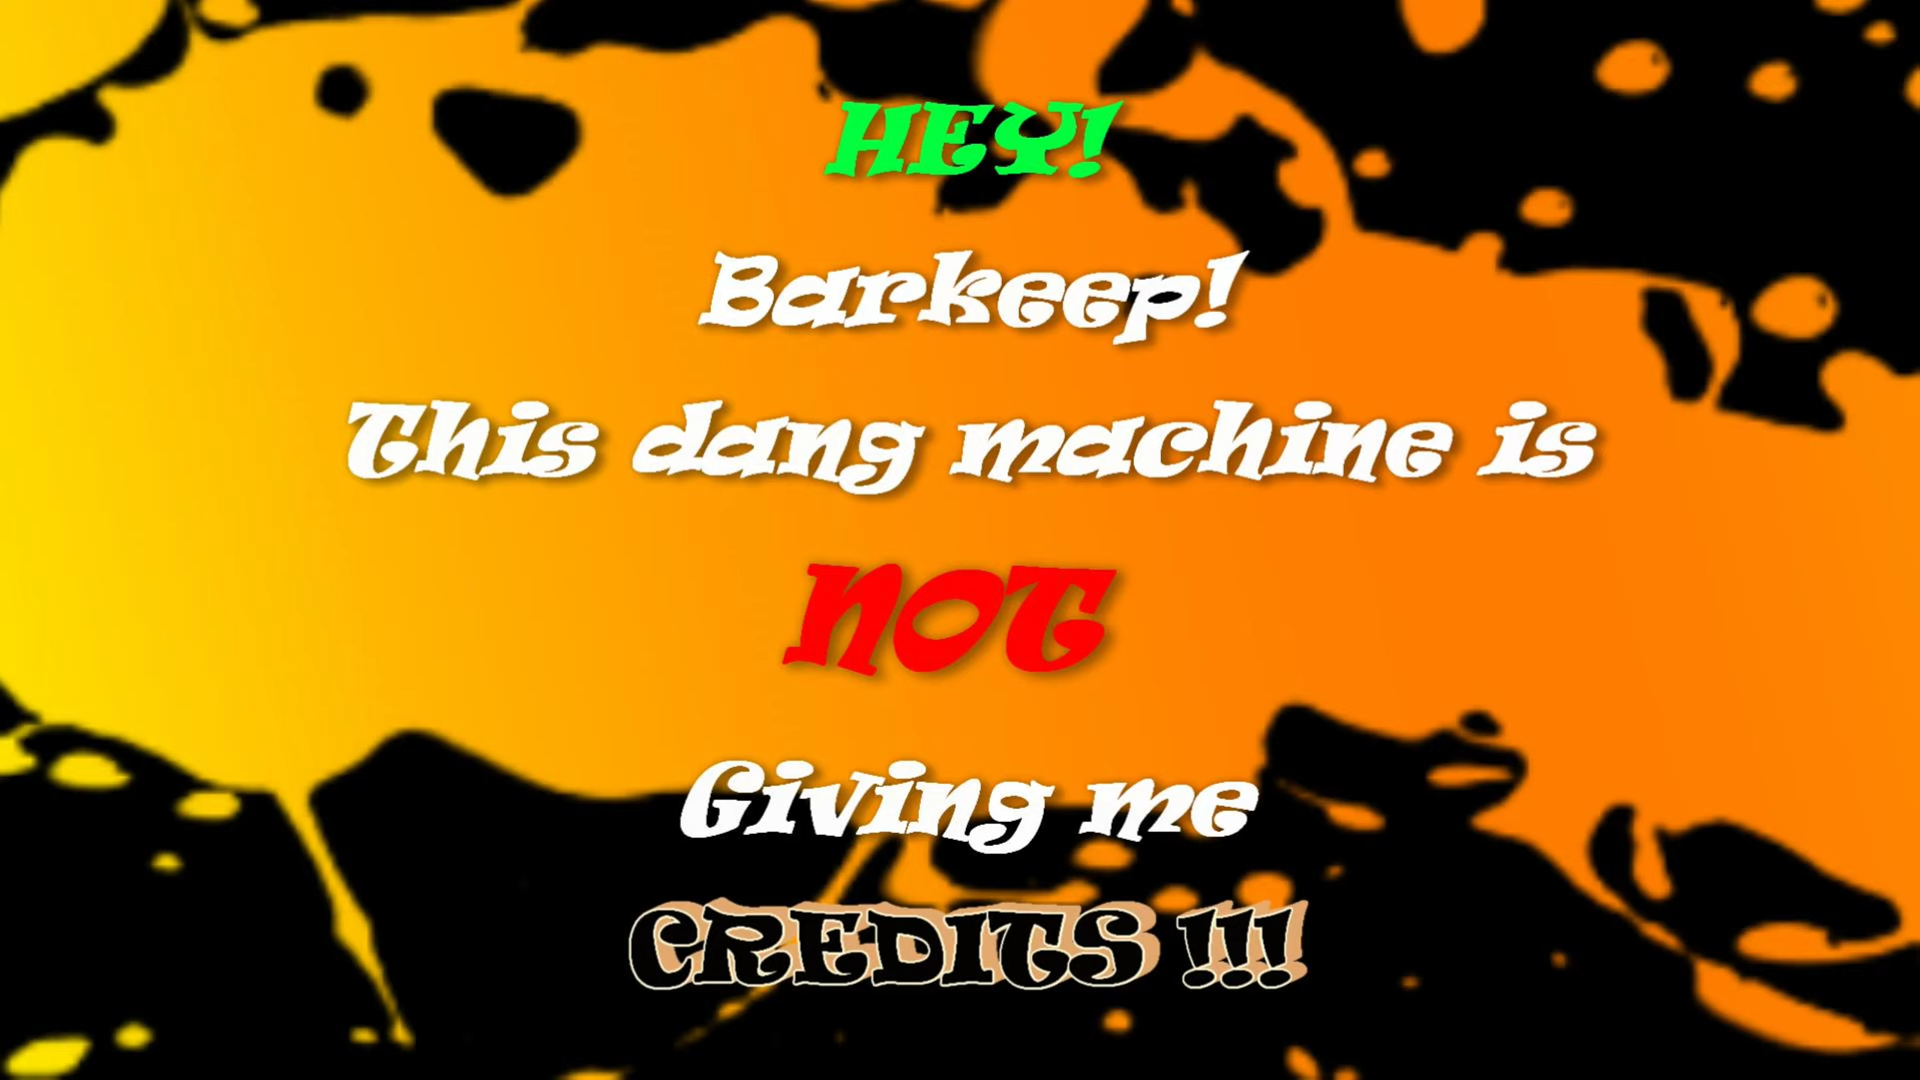 HEY!
Barkeep!
This dang machine is
NOT
Giving me
CREDITS !!!